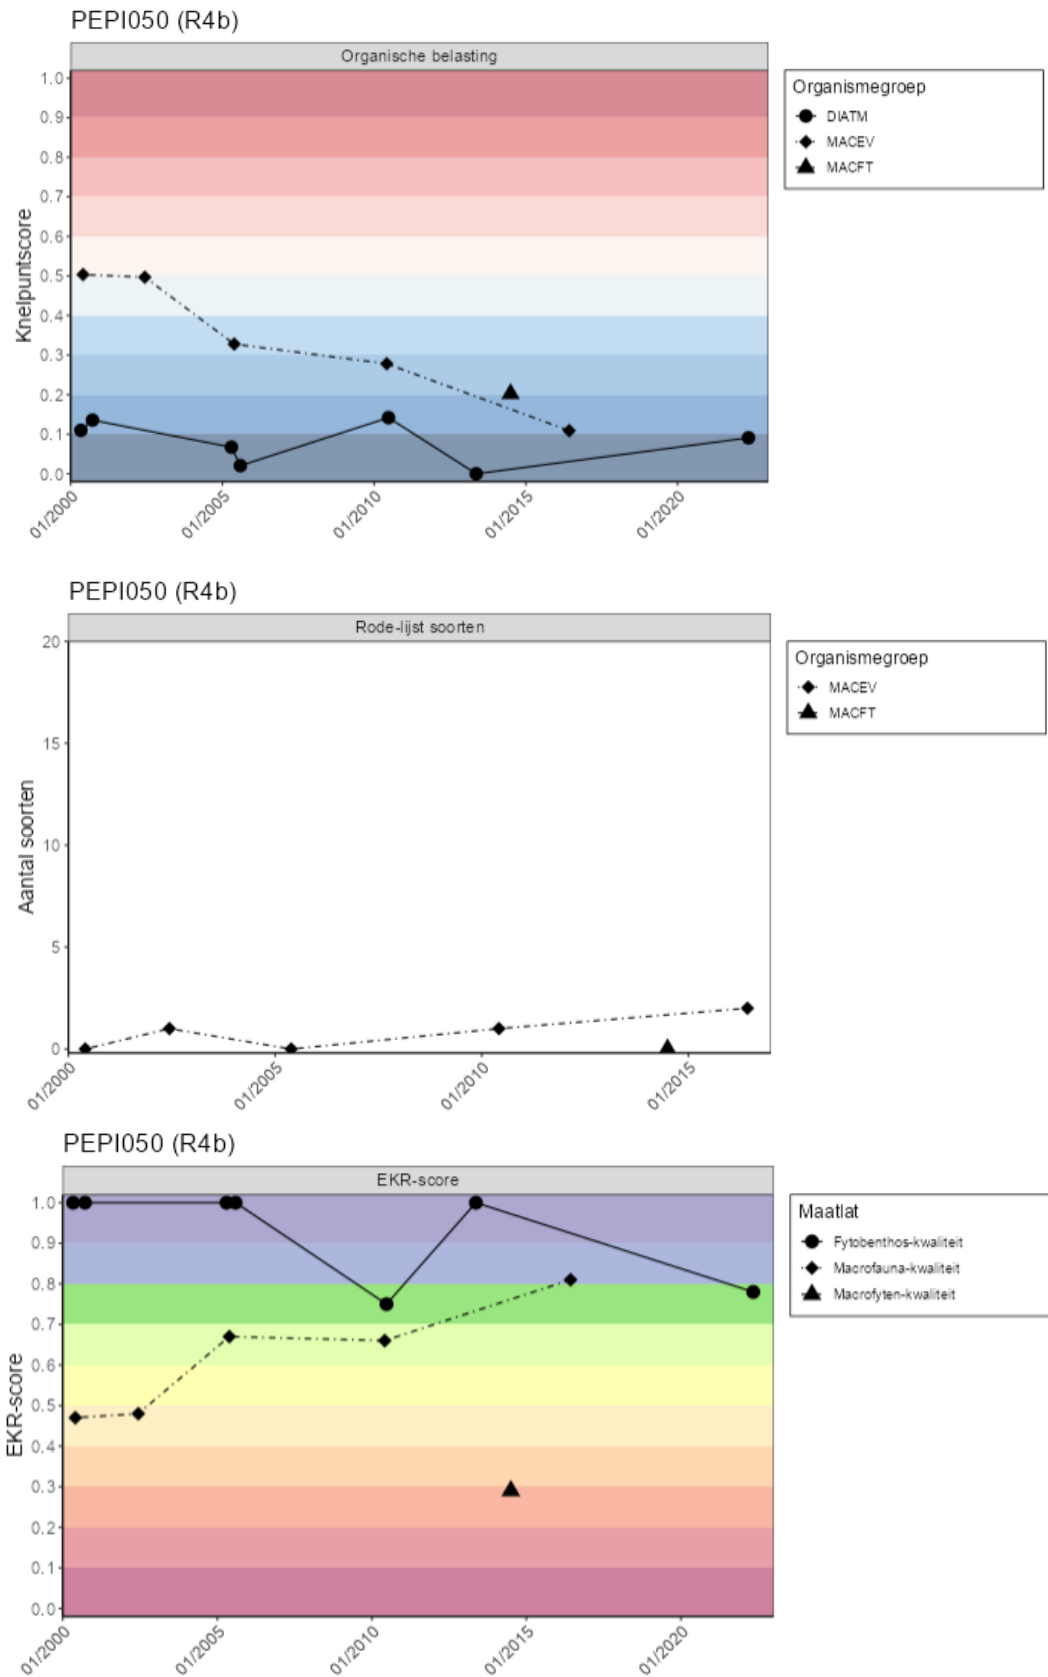 PEPI050 (R4b)
Organische belasting
Knelpuntscore
1.0
0.9
0.8
0.7
0.6
0.5
0.4
0.3
0.2
0.1
0.0
01/2000
01/2005
01/2010
01/2015
01/2020
Organismegroep
DIATM
MACEV
MACFT
PEPI050 (R4b)
Rode-lijst soorten
Aantal soorten
20
15
10
5
0
01/2000
01/2005
01/2010
01/2015
Organismegroep
MACEV
MACFT
PEPI050 (R4b)
EKR-score
EKR-score
1.0
0.9
0.8
0.7
0.6
0.5
0.4
0.3
0.2
0.1
0.0
01/2000
01/2005
01/2010
01/2015
01/2020
Maatlat
Fytobenthos-kwaliteit
Macrofauna-kwaliteit
Macrofyten-kwaliteit